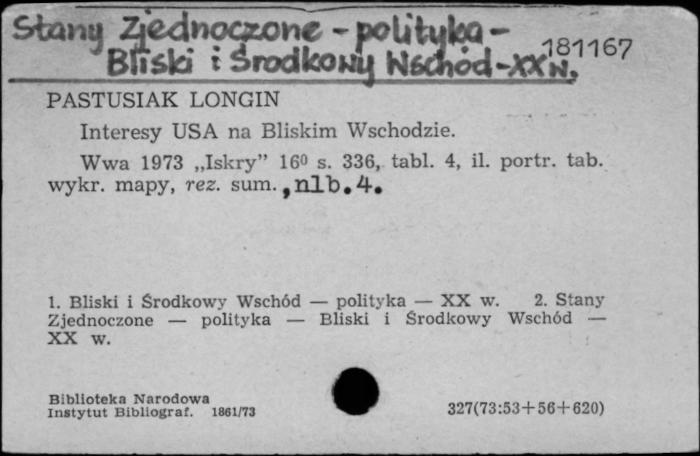 Stany Zjednoczone - polityka -
Bliski i Środkowy Wschód - XX w.
181167
PASTUSIAK LONGIN
Interesy USA na Bliskim Wschodzie.
Wwa 1973 „Iskry” 16⁰ s. 336, tabl. 4, il. portr. tab.
wykr. mapy, rez. sum. , nlb. 4.
1. Bliski i Środkowy Wschód — polityka — XX w. 2. Stany
Zjednoczone — polityka — Bliski i Środkowy Wschód —
XX w.
Biblioteka Narodowa
Instytut Bibliograf. 1861/73
327(73:53+56+620)